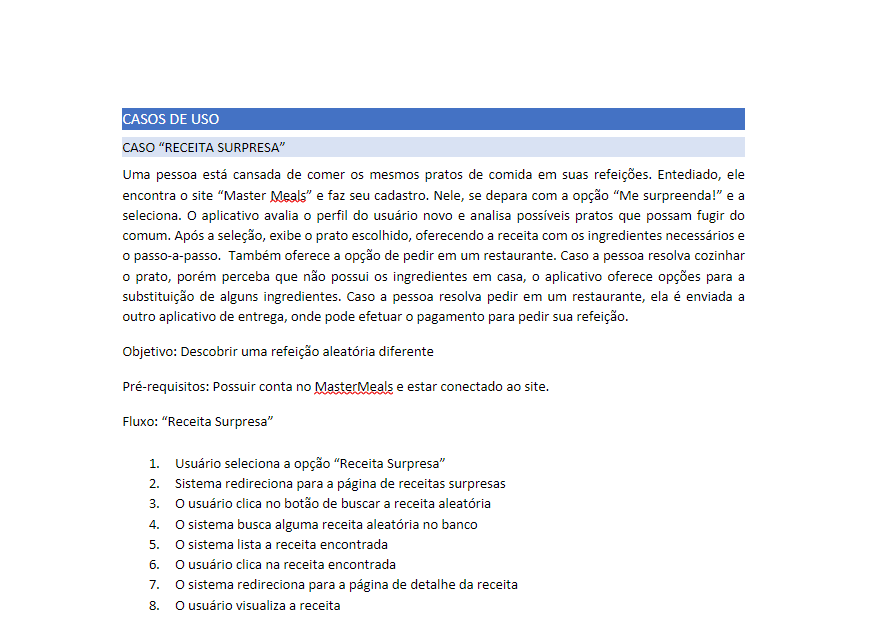 CASOS DE USO
CASO “RECEITA SURPRESA”
Uma pessoa está cansada de comer os mesmos pratos de comida em suas refeições. Entediado, ele
encontra o site “Master Meals” e faz seu cadastro. Nele, se depara com a opção “Me surpreenda!” e a
seleciona. O aplicativo avalia o perfil do usuário novo e analisa possíveis pratos que possam fugir do
comum. Após a seleção, exibe o prato escolhido, oferecendo a receita com os ingredientes necessários e
o passo-a-passo. Também oferece a opção de pedir em um restaurante. Caso a pessoa resolva cozinhar
o prato, porém perceba que não possui os ingredientes em casa, o aplicativo oferece opções para a
substituição de alguns ingredientes. Caso a pessoa resolva pedir em um restaurante, ela é enviada a
outro aplicativo de entrega, onde pode efetuar o pagamento para pedir sua refeição.
Objetivo: Descobrir uma refeição aleatória diferente
Pré-requisitos: Possuir conta no MasterMeals e estar conectado ao site.
Fluxo: “Receita Surpresa”
1. Usuário seleciona a opção “Receita Surpresa”
2. Sistema redireciona para a página de receitas surpresas
3. O usuário clica no botão de buscar a receita aleatória
4. O sistema busca alguma receita aleatória no banco
5. O sistema lista a receita encontrada
6. O usuário clica na receita encontrada
7. O sistema redireciona para a página de detalhe da receita
8. O usuário visualiza a receita